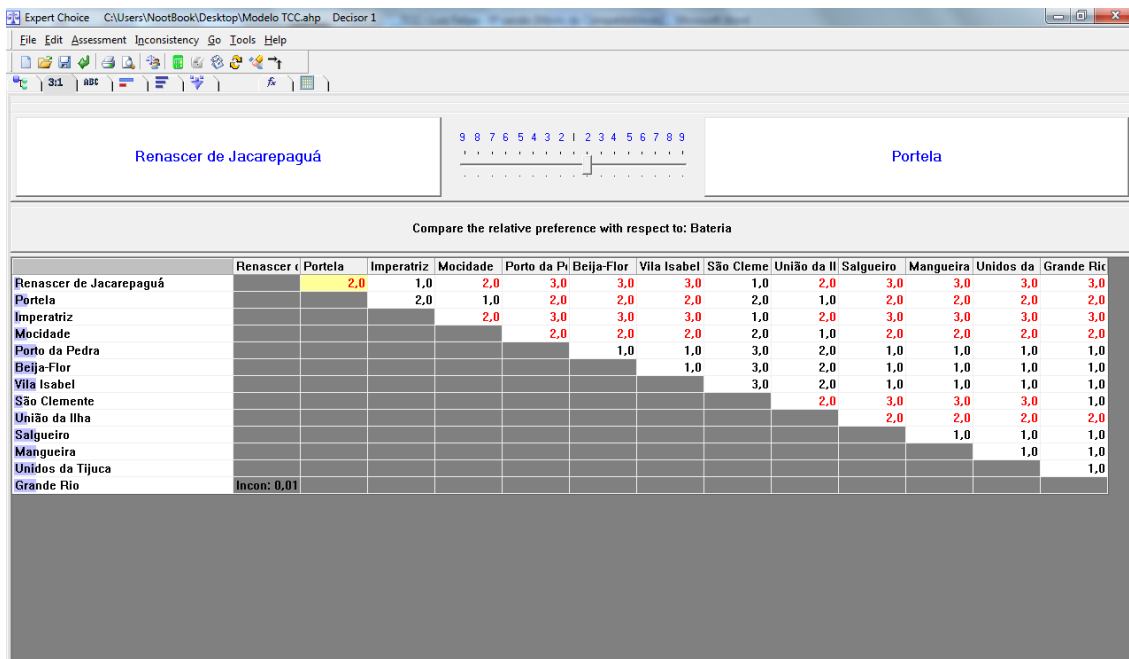 Expert Choice C:\Users\NootBook\Desktop\Modelo TCC.ahp Decisor 1
File Edit Assessment Inconsistency Go Tools Help
3:1 ABC fx
9 8 7 6 5 4 3 2 1 2 3 4 5 6 7 8 9
Renascer de Jacarepaguá Portela
Compare the relative preference with respect to: Bateria
Renascer Portela Imperatriz Mocidade Porto da P Beija-Flor Vila Isabel São Cleme União da Il Salgueiro Mangueira Unidos da Grande Ric
Renascer de Jacarepaguá 2,0 1,0 2,0 3,0 3,0 3,0 1,0 2,0 3,0 3,0 3,0 3,0
Portela 2,0 1,0 2,0 2,0 2,0 2,0 1,0 2,0 2,0 2,0 2,0
Imperatriz 2,0 3,0 3,0 3,0 1,0 2,0 3,0 3,0 3,0 3,0
Mocidade 2,0 2,0 2,0 2,0 1,0 2,0 2,0 2,0 2,0
Porto da Pedra 1,0 1,0 3,0 2,0 1,0 1,0 1,0 1,0
Beija-Flor 1,0 3,0 2,0 1,0 1,0 1,0 1,0
Vila Isabel 3,0 2,0 1,0 1,0 1,0 1,0
São Clemente 2,0 3,0 3,0 3,0 1,0
União da Ilha 2,0 2,0 2,0 2,0
Salgueiro 1,0 1,0 1,0
Mangueira 1,0 1,0
Unidos da Tijuca 1,0
Grande Rio Incon: 0,01